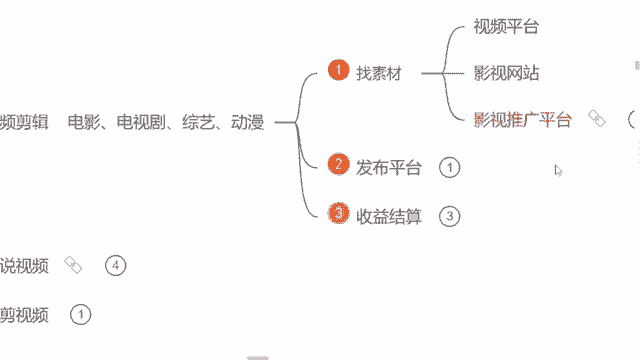 视频平台
1 找素材
影视网站
频剪辑 电影、电视剧、综艺、动漫
影视推广平台
2 发布平台 1
3 收益结算 3
说视频 4
剪视频 1